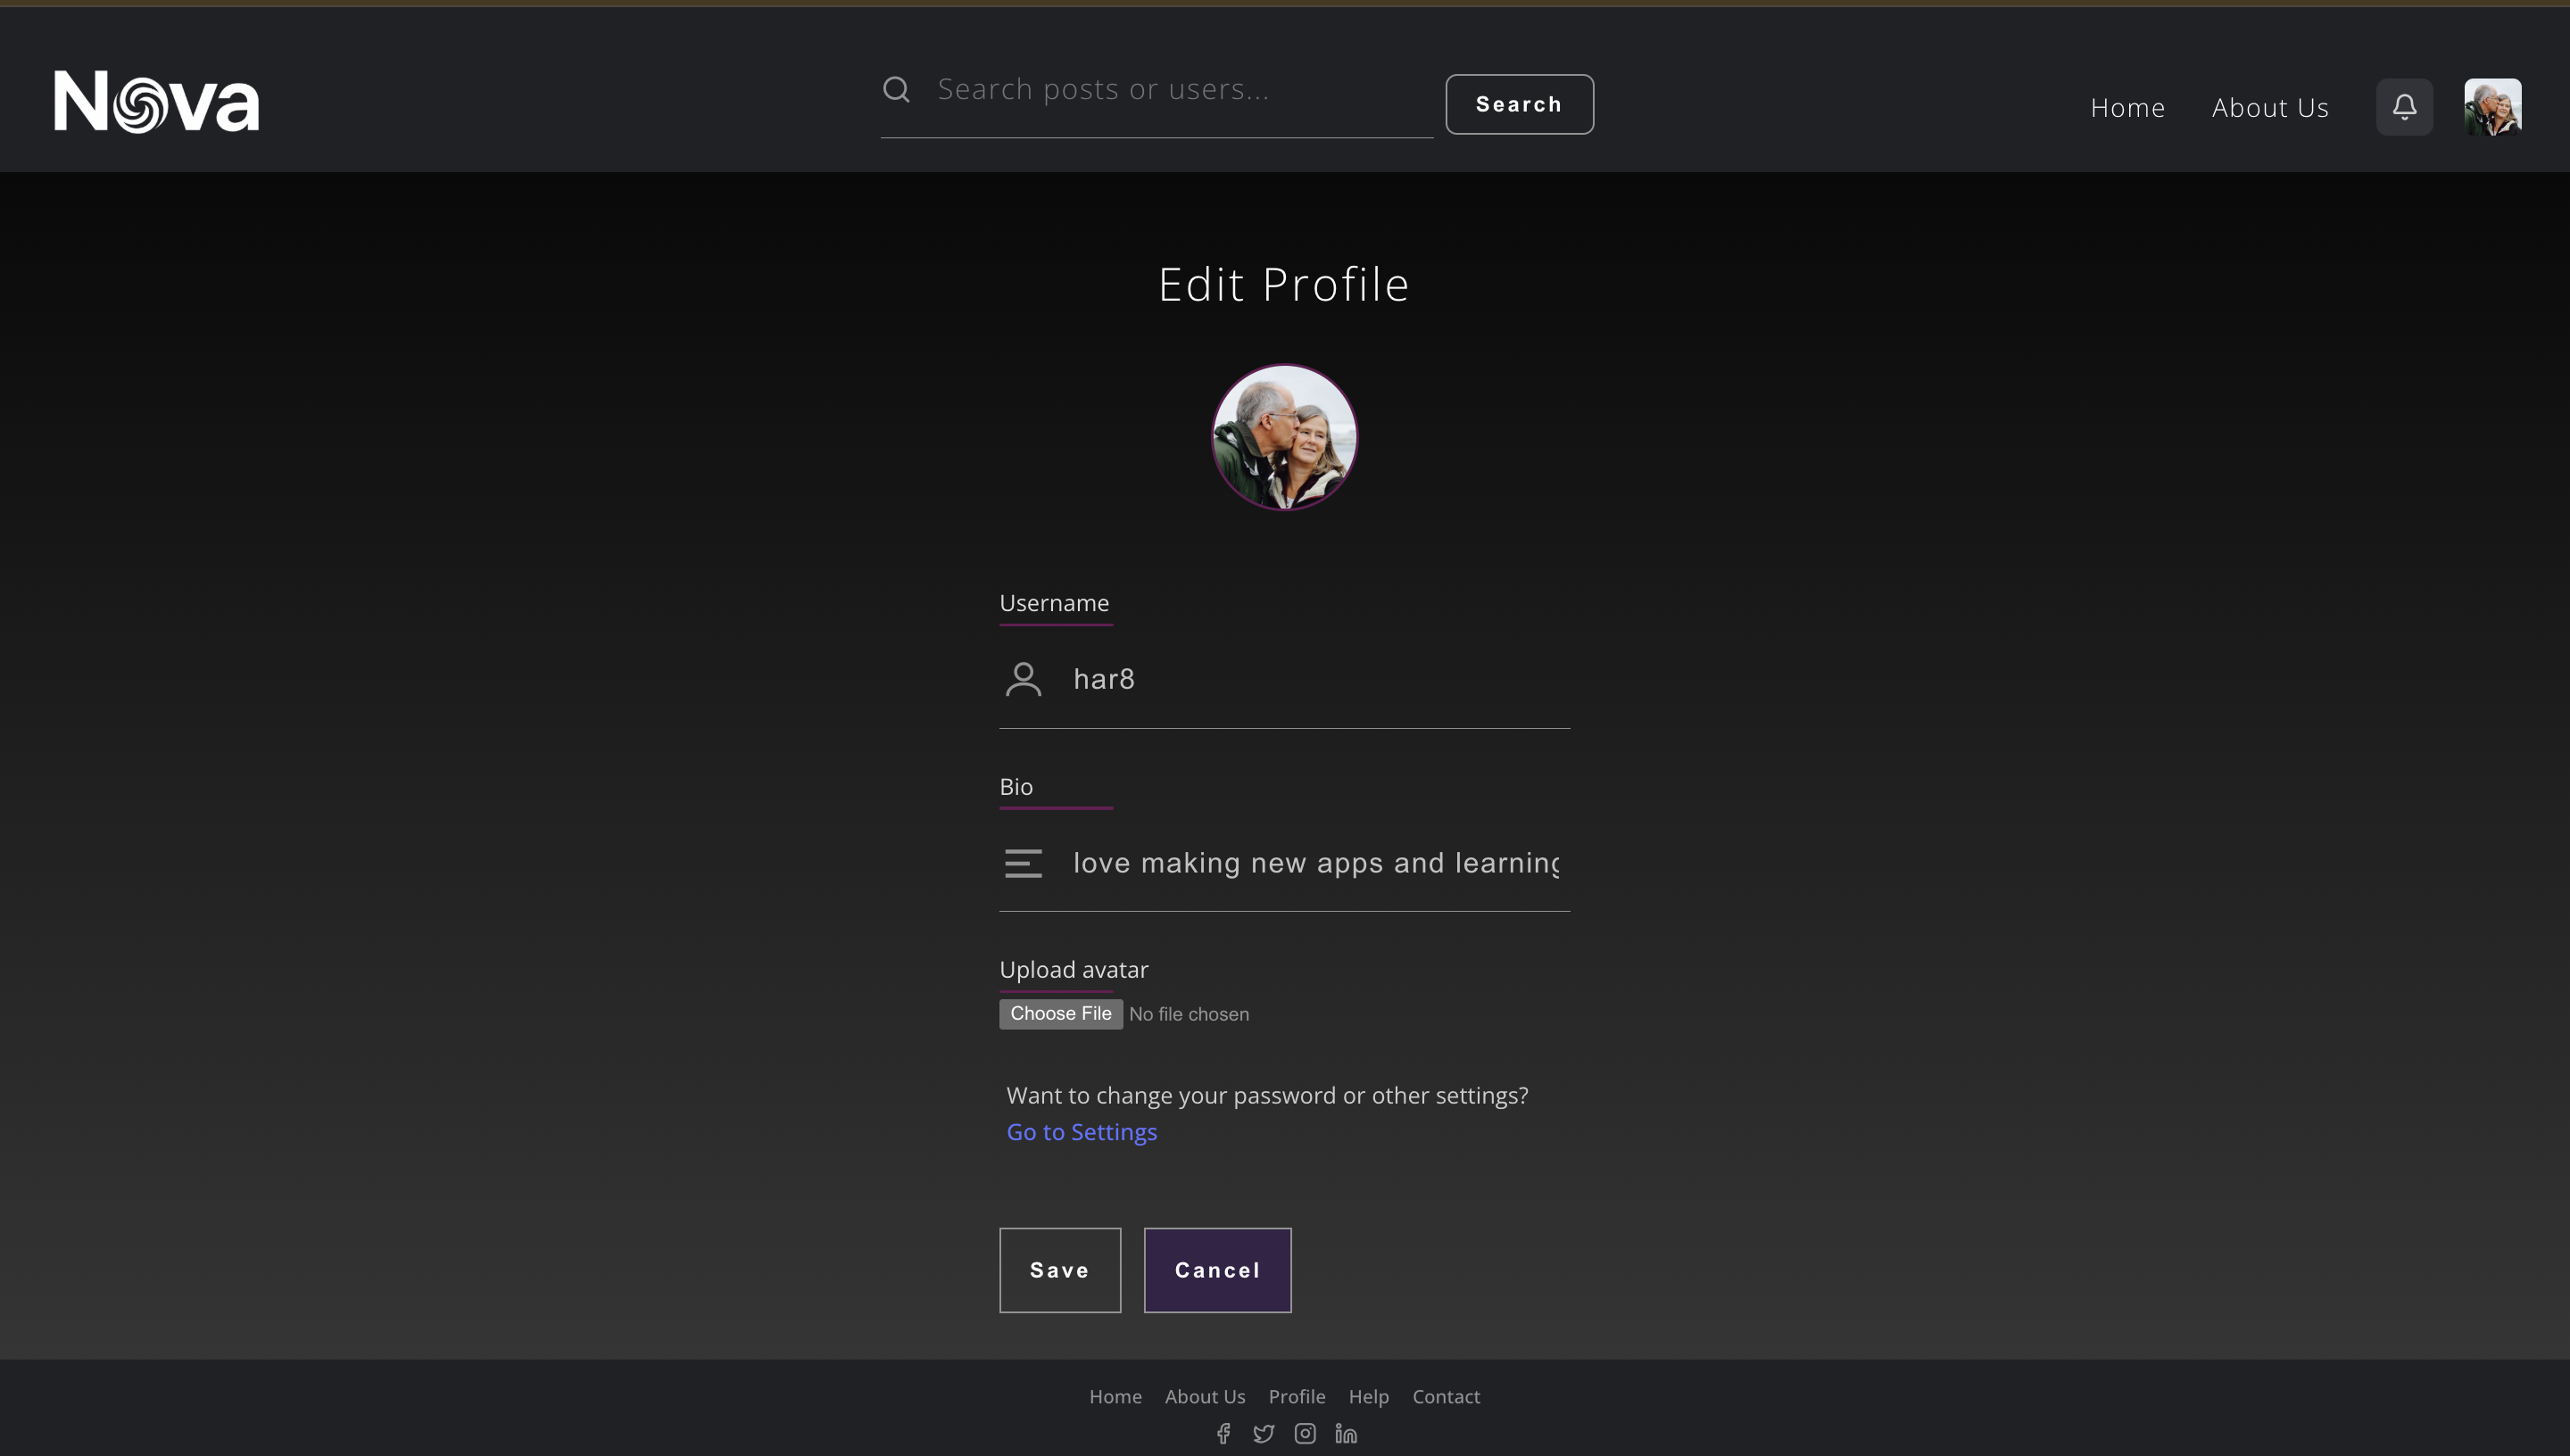 Nova
Search posts or users...
Search
Home
About Us
Edit Profile
Username
har8
Bio
love making new apps and learning
Upload avatar
Choose File No file chosen
Want to change your password or other settings?
Go to Settings
Save
Cancel
Home About Us Profile Help Contact